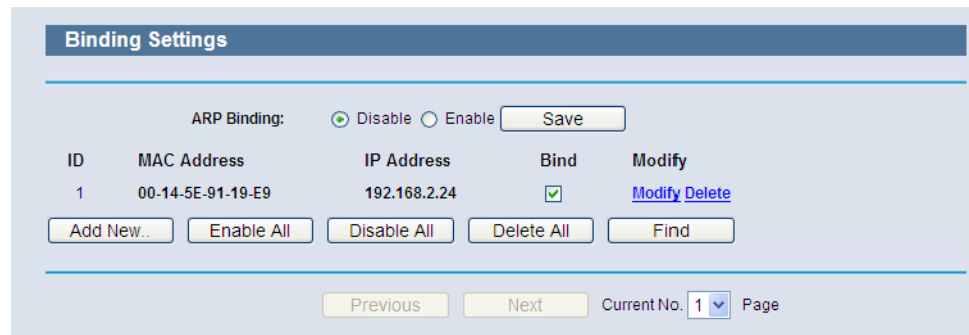 Binding Settings
ARP Binding: Disable Enable Save
ID MAC Address IP Address Bind Modify
1 00-14-5E-91-19-E9 192.168.2.24 Modify Delete
Add New.. Enable All Disable All Delete All Find
Previous Next Current No. 1 Page